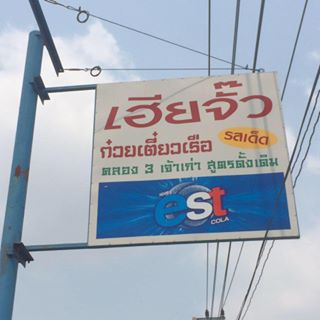 เฮียจั๊ว
ก๋วยเตี๋ยวเรือ รสเด็ด
คลอง 3 เจ้าเก่า สูตรดั้งเดิม
est
COLA